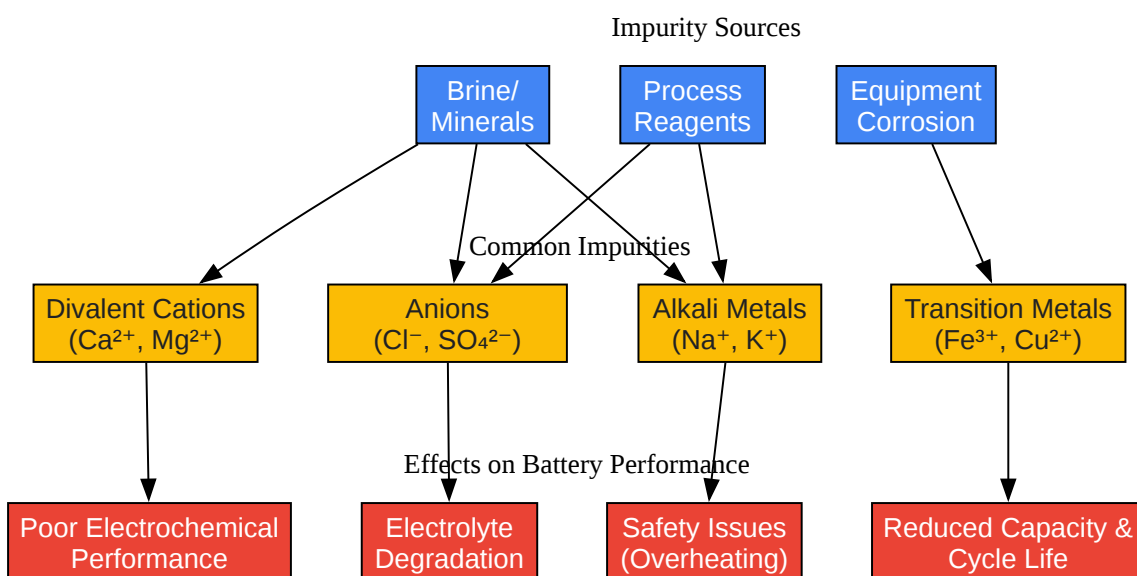 Impurity Sources
Brine/
Minerals
Process
Reagents
Equipment
Corrosion
Common Impurities
Divalent Cations
(Ca²⁺, Mg²⁺)
Anions
(Cl⁻, SO₄²⁻)
Alkali Metals
(Na⁺, K⁺)
Transition Metals
(Fe³⁺, Cu²⁺)
Effects on Battery Performance
Poor Electrochemical
Performance
Electrolyte
Degradation
Safety Issues
(Overheating)
Reduced Capacity &
Cycle Life